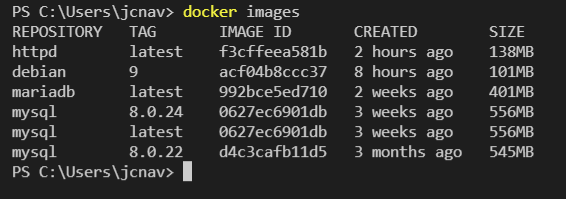 PS C:\Users\jcnav> docker images
REPOSITORY TAG IMAGE ID CREATED SIZE
httpd latest f3cffeea581b 2 hours ago 138MB
debian 9 acf04b8ccc37 8 hours ago 101MB
mariadb latest 992bce5ed710 2 weeks ago 401MB
mysql 8.0.24 0627ec6901db 3 weeks ago 556MB
mysql latest 0627ec6901db 3 weeks ago 556MB
mysql 8.0.22 d4c3cafb11d5 3 months ago 545MB
PS C:\Users\jcnav>